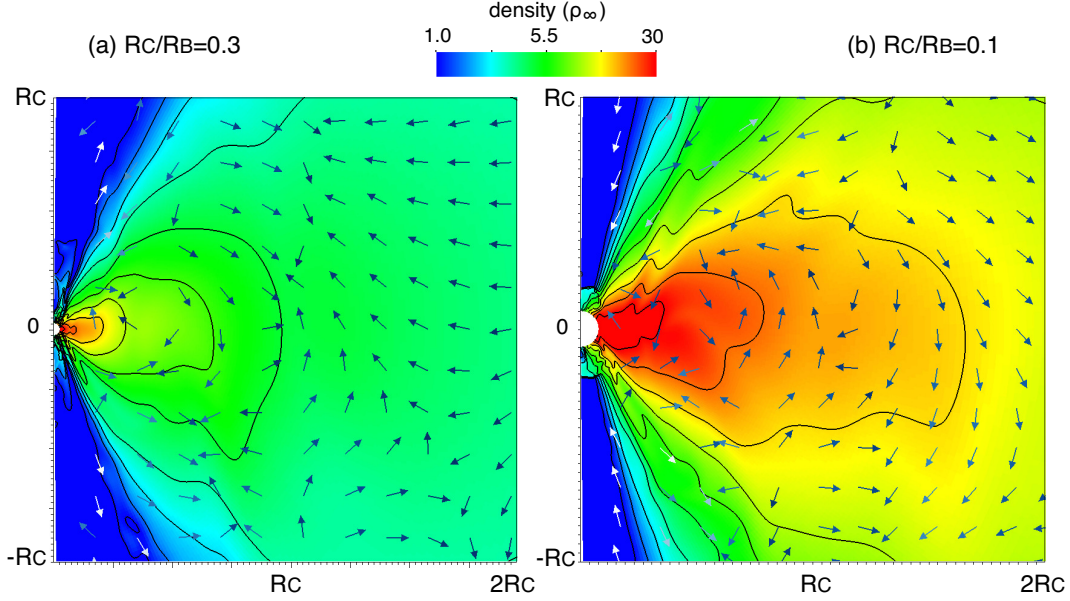 density (ρ∞)
(a) RC/RB=0.3
1.0 5.5 30
(b) RC/RB=0.1
RC
0
-RC
RC 2RC
RC
0
-RC
RC 2RC